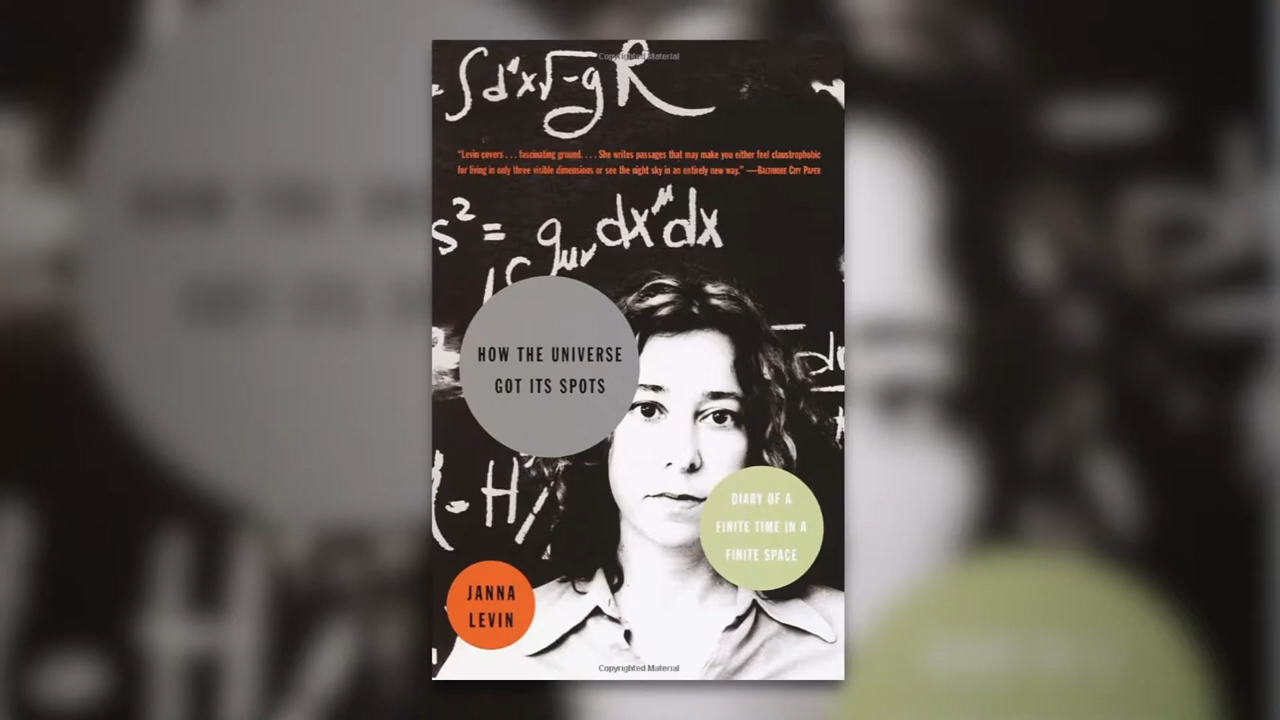 Copyrighted Material
∫d⁴x√-g R
“Levin covers . . . fascinating ground. . . . She writes passages that may make you either feel claustrophobic
for living in only three visible dimensions or see the night sky in an entirely new way.” —BALTIMORE CITY PAPER
s² = gμν dx^μ dx
HOW THE UNIVERSE
GOT ITS SPOTS
DIARY OF A
FINITE TIME IN A
FINITE SPACE
JANNA
LEVIN
Copyrighted Material